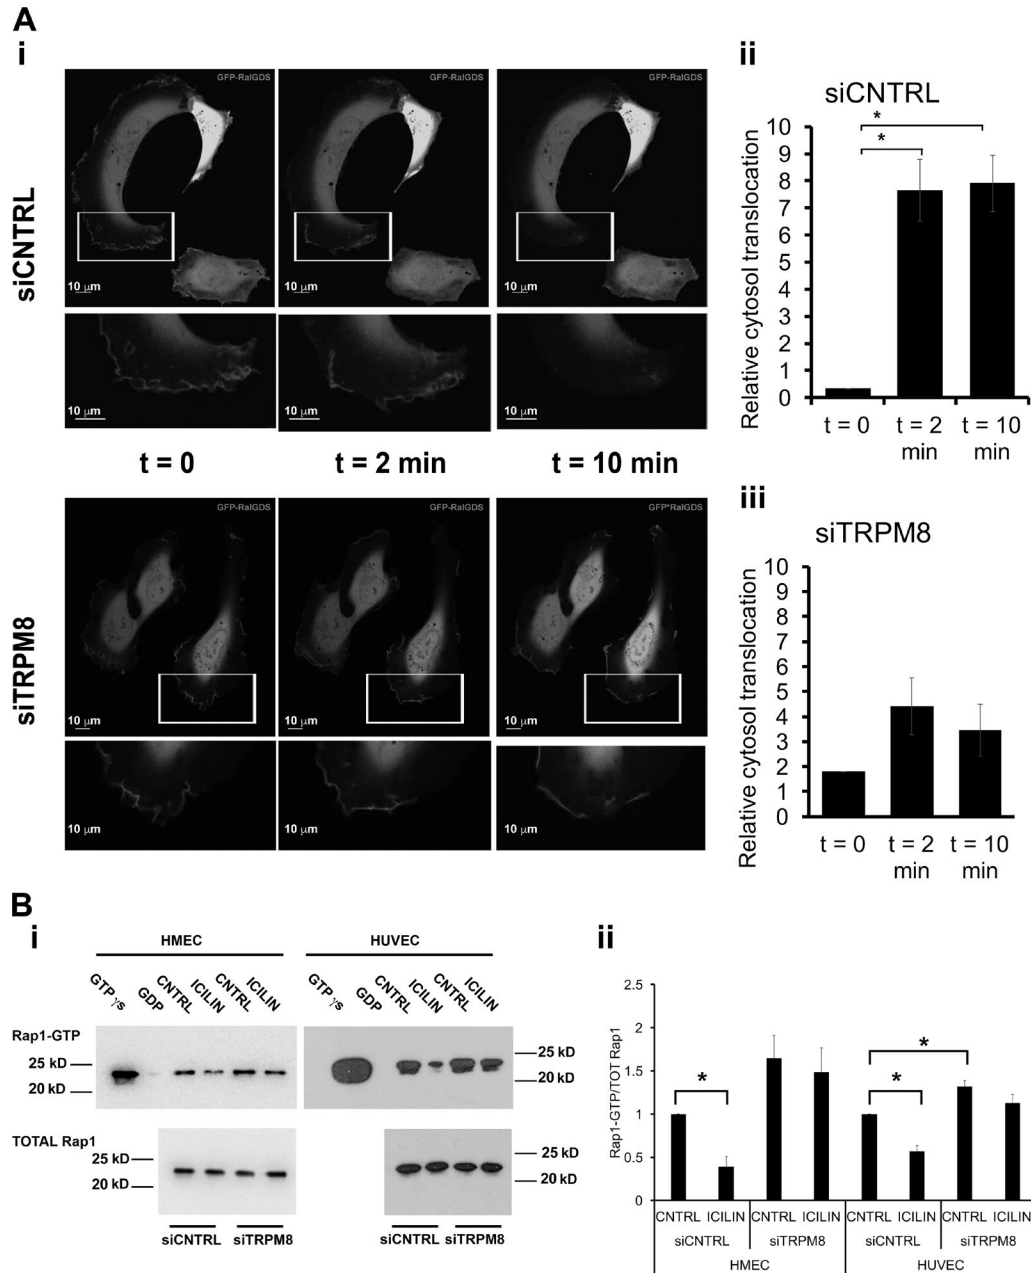 A
i
ii
siCNTRL
GFP-RalGDS
GFP-RalGDS
GFP-RalGDS
10 µm
10 µm
10 µm
10 µm
10 µm
10 µm
t = 0
t = 2 min
t = 10 min
siCNTRL
*
*
Relative cytosol translocation
10
9
8
7
6
5
4
3
2
1
0
t = 0
t = 2 min
t = 10 min
siTRPM8
GFP-RalGDS
GFP-RalGDS
GFP*RalGDS
10 µm
10 µm
10 µm
10 µm
10 µm
10 µm
iii
siTRPM8
Relative cytosol translocation
10
9
8
7
6
5
4
3
2
1
0
t = 0
t = 2 min
t = 10 min
B
i
HMEC
HUVEC
GTP γs
GDP
CNTRL
ICILIN
CNTRL
ICILIN
GTP γs
GDP
CNTRL
ICILIN
CNTRL
ICILIN
Rap1-GTP
25 kD
20 kD
25 kD
20 kD
TOTAL Rap1
25 kD
20 kD
25 kD
20 kD
siCNTRL
siTRPM8
siCNTRL
siTRPM8
ii
Rap1-GTP/TOT Rap1
2.5
2
1.5
1
0.5
0
*
*
*
CNTRL ICILIN CNTRL ICILIN CNTRL ICILIN CNTRL ICILIN
siCNTRL siTRPM8 siCNTRL siTRPM8
HMEC HUVEC